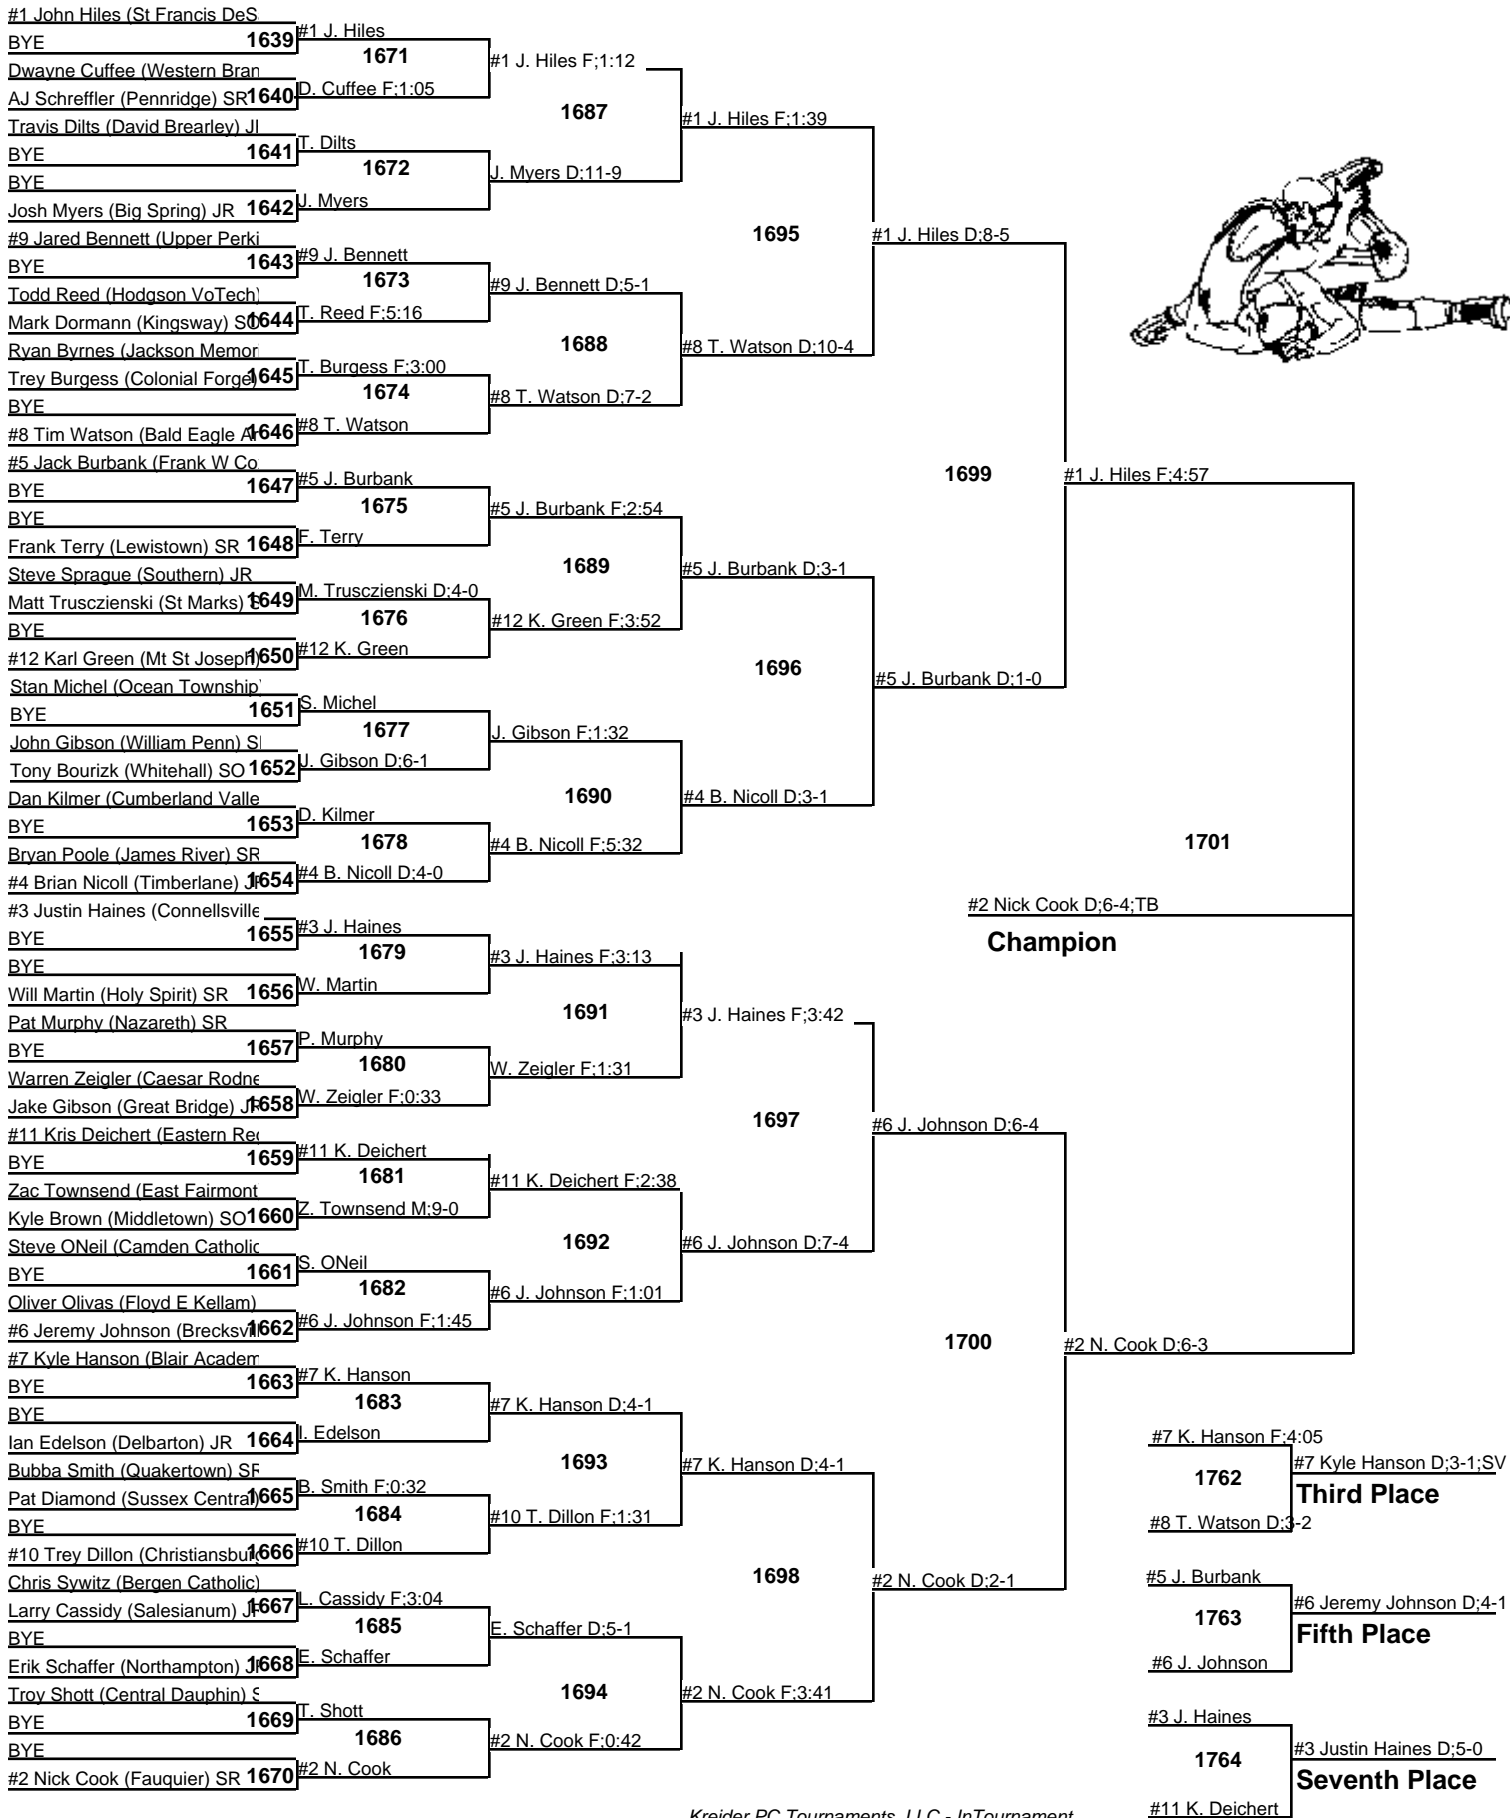 #1 John Hiles (St Francis DeS
BYE
1639
Dwayne Cuffee (Western Bran
AJ Schreffler (Pennridge) SR
1640
Travis Dilts (David Brearley)
BYE
1641
BYE
Josh Myers (Big Spring) JR
1642
#9 Jared Bennett (Upper Perki
BYE
1643
Todd Reed (Hodgson VoTech)
Mark Dormann (Kingsway) SO
1644
Ryan Byrnes (Jackson Memori
Trey Burgess (Colonial Forge)
1645
BYE
#8 Tim Watson (Bald Eagle Ar
1646
#5 Jack Burbank (Frank W Co
BYE
1647
BYE
Frank Terry (Lewistown) SR
1648
Steve Sprague (Southern) JR
Matt Trusczienski (St Marks) S
1649
BYE
#12 Karl Green (Mt St Joseph)
1650
Stan Michel (Ocean Township)
BYE
1651
John Gibson (William Penn)
Tony Bourizk (Whitehall) SO
1652
Dan Kilmer (Cumberland Valle
BYE
1653
Bryan Poole (James River) SR
#4 Brian Nicoll (Timberlane) JR
1654
#3 Justin Haines (Connellsville
BYE
1655
BYE
Will Martin (Holy Spirit) SR
1656
Pat Murphy (Nazareth) SR
BYE
1657
Warren Zeigler (Caesar Rodne
Jake Gibson (Great Bridge) JR
1658
#11 Kris Deichert (Eastern Reg
BYE
1659
Zac Townsend (East Fairmont
Kyle Brown (Middletown) SO
1660
Steve ONeil (Camden Catholic
BYE
1661
Oliver Olivas (Floyd E Kellam)
#6 Jeremy Johnson (Brecksvil
1662
#7 Kyle Hanson (Blair Academ
BYE
1663
BYE
Ian Edelson (Delbarton) JR
1664
Bubba Smith (Quakertown) SR
Pat Diamond (Sussex Central)
1665
BYE
#10 Trey Dillon (Christiansburg
1666
Chris Sywitz (Bergen Catholic)
Larry Cassidy (Salesianum) JR
1667
BYE
Erik Schaffer (Northampton) JR
1668
Troy Shott (Central Dauphin) S
BYE
1669
BYE
#2 Nick Cook (Fauquier) SR
1670
#1 J. Hiles
1671
D. Cuffee F;1:05
T. Dilts
1672
J. Myers
#9 J. Bennett
1673
T. Reed F;5:16
T. Burgess F;3:00
1674
#8 T. Watson
#5 J. Burbank
1675
F. Terry
M. Trusczienski D;4-0
1676
#12 K. Green
S. Michel
1677
J. Gibson D;6-1
D. Kilmer
1678
#4 B. Nicoll D;4-0
#3 J. Haines
1679
W. Martin
P. Murphy
1680
W. Zeigler F;0:33
#11 K. Deichert
1681
Z. Townsend M;9-0
S. ONeil
1682
#6 J. Johnson F;1:45
#7 K. Hanson
1683
I. Edelson
B. Smith F;0:32
1684
#10 T. Dillon
L. Cassidy F;3:04
1685
E. Schaffer
T. Shott
1686
#2 N. Cook
#1 J. Hiles F;1:12
1687
J. Myers D;11-9
#9 J. Bennett D;5-1
1688
#8 T. Watson D;7-2
#5 J. Burbank F;2:54
1689
#12 K. Green F;3:52
J. Gibson F;1:32
1690
#4 B. Nicoll F;5:32
#3 J. Haines F;3:13
1691
W. Zeigler F;1:31
#11 K. Deichert F;2:38
1692
#6 J. Johnson F;1:01
#7 K. Hanson D;4-1
1693
#10 T. Dillon F;1:31
E. Schaffer D;5-1
1694
#2 N. Cook F;0:42
#1 J. Hiles F;1:39
1695
#8 T. Watson D;10-4
#5 J. Burbank D;3-1
1696
#4 B. Nicoll D;3-1
#3 J. Haines F;3:42
1697
#6 J. Johnson D;7-4
#7 K. Hanson D;4-1
1698
#2 N. Cook F;3:41
#1 J. Hiles D;8-5
1699
#5 J. Burbank D;1-0
#6 J. Johnson D;6-4
1700
#2 N. Cook D;2-1
#1 J. Hiles F;4:57
1701
#2 N. Cook D;6-3
#2 Nick Cook D;6-4;TB
Champion
#7 K. Hanson F;4:05
1762
#8 T. Watson D;3-2
#7 Kyle Hanson D;3-1;SV
Third Place
#5 J. Burbank
1763
#6 J. Johnson
#6 Jeremy Johnson D;4-1
Fifth Place
#3 J. Haines
1764
#11 K. Deichert
#3 Justin Haines D;5-0
Seventh Place
Kreider PC Tournaments, LLC - InTournament